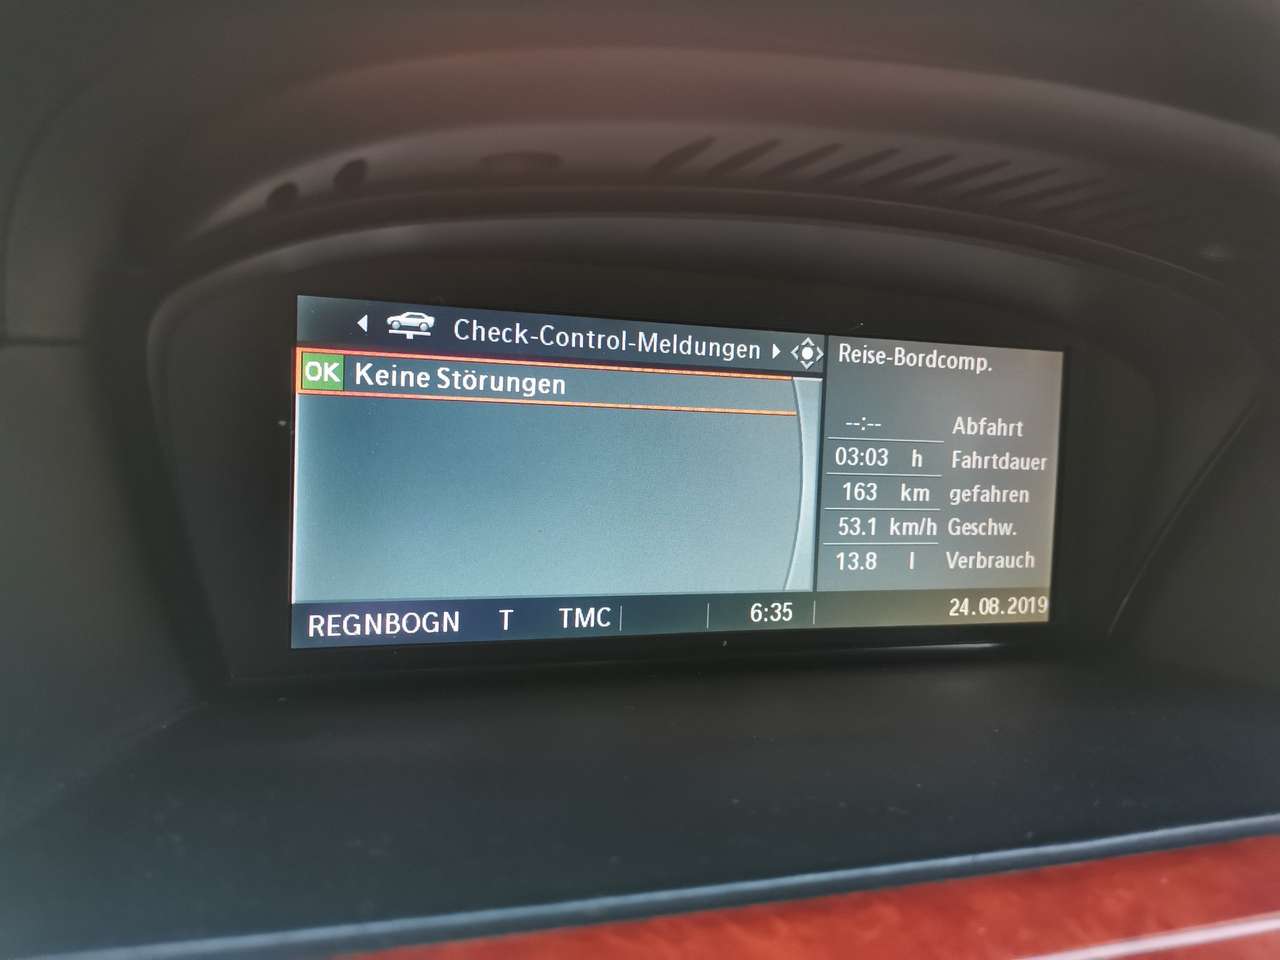 Check-Control-Meldungen
OK Keine Störungen
Reise-Bordcomp.
--:-- Abfahrt
03:03 h Fahrtdauer
163 km gefahren
53.1 km/h Geschw.
13.8 l Verbrauch
REGNBOGN T TMC 6:35 24.08.2019